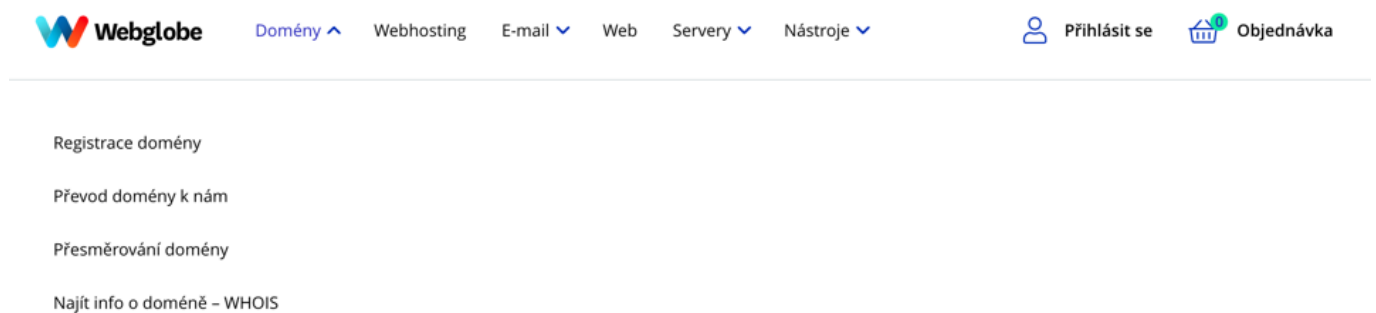 Webglobe Domény Webhosting E-mail Web Servery Nástroje Přihlásit se 0 Objednávka
Registrace domény
Převod domény k nám
Přesměrování domény
Najít info o doméně – WHOIS